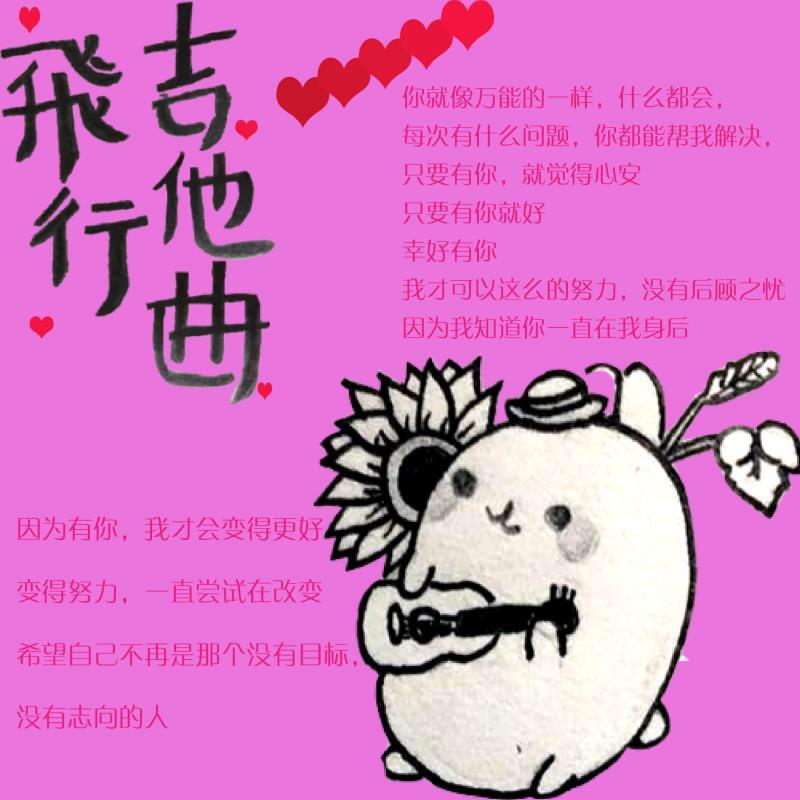 吉他曲
飛行
你就像万能的一样，什么都会，
每次有什么问题，你都能帮我解决，
只要有你，就觉得心安
只要有你就好
幸好有你
我才可以这么的努力，没有后顾之忧
因为我知道你一直在我身后
因为有你，我才会变得更好
变得努力，一直尝试在改变
希望自己不再是那个没有目标，
没有志向的人